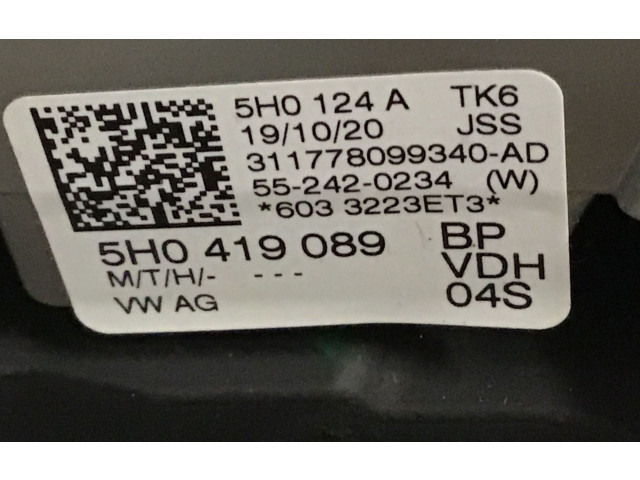 5H0 124 A TK6
19/10/20 JSS
311778099340-AD
55-242-0234 (W)
*603 3223ET3*
5H0 419 089 BP
M/T/H/- --- VDH
VW AG 04S